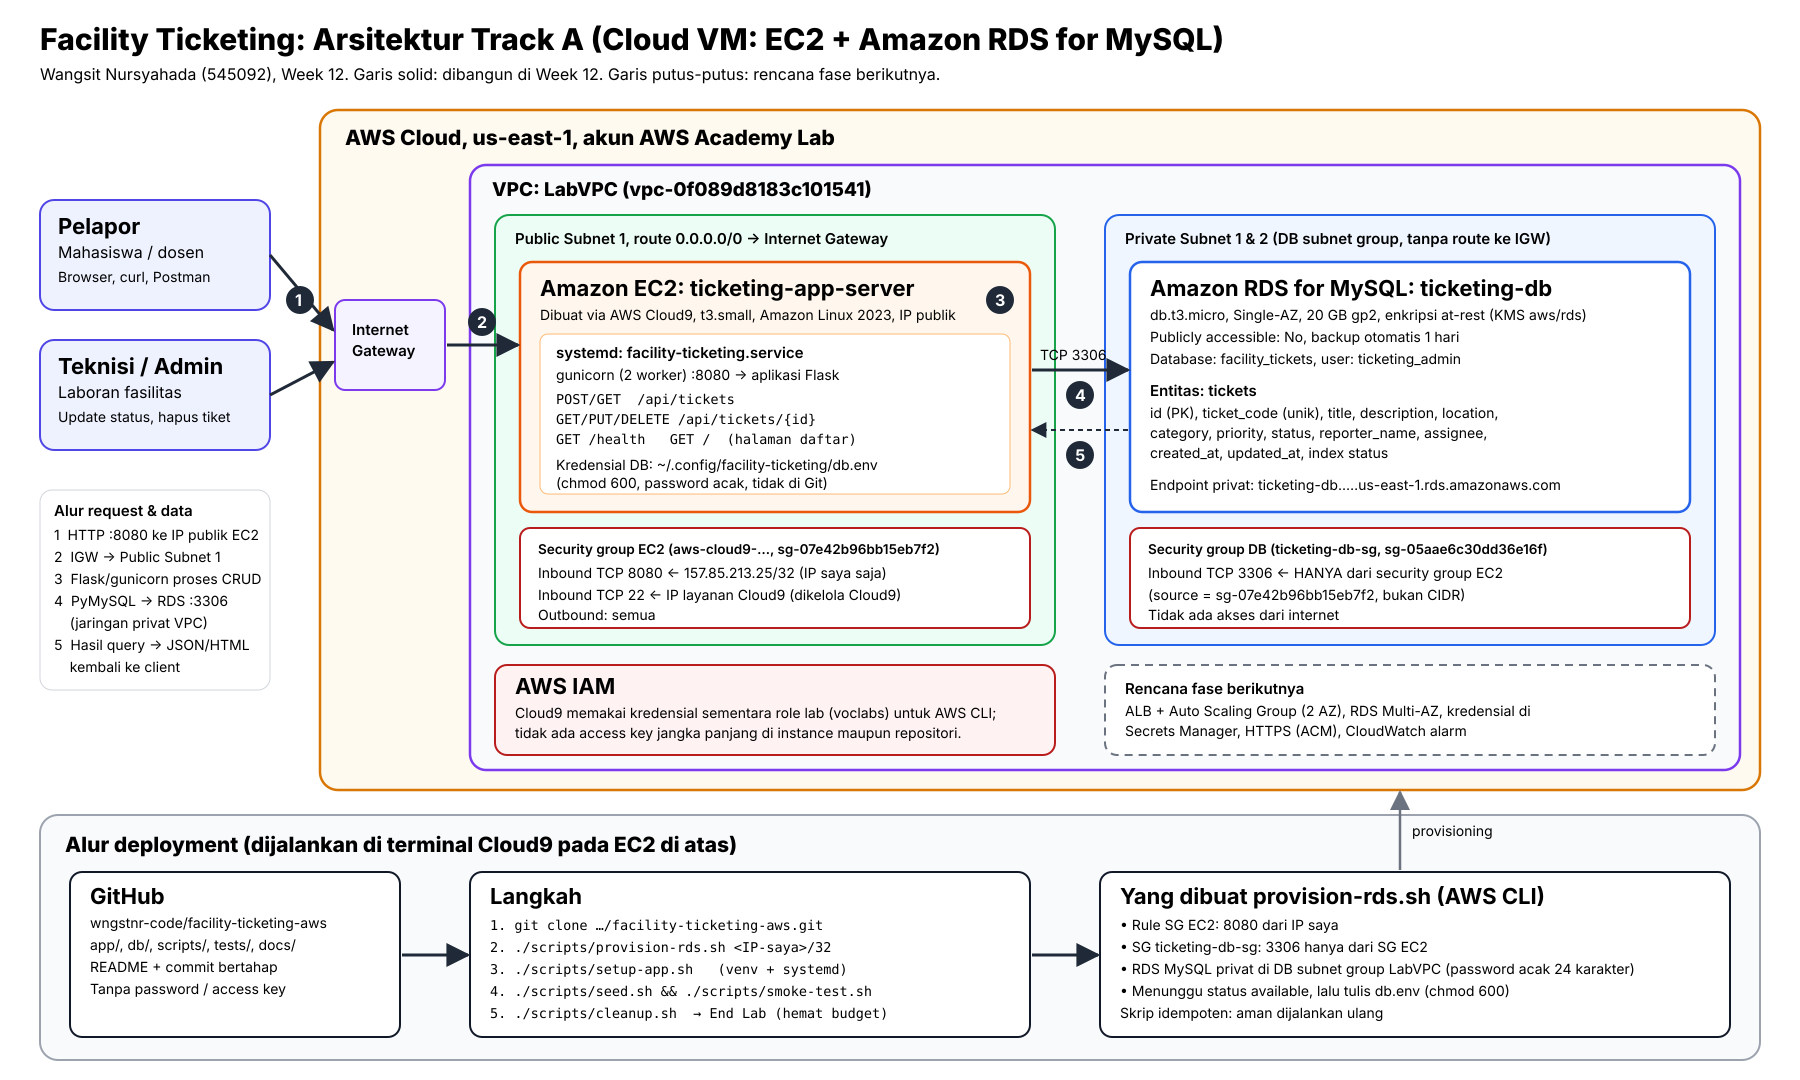 Facility Ticketing: Arsitektur Track A (Cloud VM: EC2 + Amazon RDS for MySQL)
Wangsit Nursyahada (545092), Week 12. Garis solid: dibangun di Week 12. Garis putus-putus: rencana fase berikutnya.
AWS Cloud, us-east-1, akun AWS Academy Lab
VPC: LabVPC (vpc-0f089d8183c101541)
Pelapor
Mahasiswa / dosen
Browser, curl, Postman
1
Teknisi / Admin
Laboran fasilitas
Update status, hapus tiket
Internet
Gateway
2
Alur request & data
1 HTTP :8080 ke IP publik EC2
2 IGW → Public Subnet 1
3 Flask/gunicorn proses CRUD
4 PyMySQL → RDS :3306
(jaringan privat VPC)
5 Hasil query → JSON/HTML
kembali ke client
Public Subnet 1, route 0.0.0.0/0 → Internet Gateway
Amazon EC2: ticketing-app-server
3
Dibuat via AWS Cloud9, t3.small, Amazon Linux 2023, IP publik
systemd: facility-ticketing.service
gunicorn (2 worker) :8080 → aplikasi Flask
POST/GET /api/tickets
GET/PUT/DELETE /api/tickets/{id}
GET /health GET / (halaman daftar)
Kredensial DB: ~/.config/facility-ticketing/db.env
(chmod 600, password acak, tidak di Git)
Security group EC2 (aws-cloud9-..., sg-07e42b96bb15eb7f2)
Inbound TCP 8080 ← 157.85.213.25/32 (IP saya saja)
Inbound TCP 22 ← IP layanan Cloud9 (dikelola Cloud9)
Outbound: semua
TCP 3306
4
5
Private Subnet 1 & 2 (DB subnet group, tanpa route ke IGW)
Amazon RDS for MySQL: ticketing-db
db.t3.micro, Single-AZ, 20 GB gp2, enkripsi at-rest (KMS aws/rds)
Publicly accessible: No, backup otomatis 1 hari
Database: facility_tickets, user: ticketing_admin
Entitas: tickets
id (PK), ticket_code (unik), title, description, location,
category, priority, status, reporter_name, assignee,
created_at, updated_at, index status
Endpoint privat: ticketing-db.....us-east-1.rds.amazonaws.com
Security group DB (ticketing-db-sg, sg-05aae6c30dd36e16f)
Inbound TCP 3306 ← HANYA dari security group EC2
(source = sg-07e42b96bb15eb7f2, bukan CIDR)
Tidak ada akses dari internet
AWS IAM
Cloud9 memakai kredensial sementara role lab (voclabs) untuk AWS CLI;
tidak ada access key jangka panjang di instance maupun repositori.
Rencana fase berikutnya
ALB + Auto Scaling Group (2 AZ), RDS Multi-AZ, kredensial di
Secrets Manager, HTTPS (ACM), CloudWatch alarm
provisioning
Alur deployment (dijalankan di terminal Cloud9 pada EC2 di atas)
GitHub
wngstnr-code/facility-ticketing-aws
app/, db/, scripts/, tests/, docs/
README + commit bertahap
Tanpa password / access key
Langkah
1. git clone …/facility-ticketing-aws.git
2. ./scripts/provision-rds.sh <IP-saya>/32
3. ./scripts/setup-app.sh (venv + systemd)
4. ./scripts/seed.sh && ./scripts/smoke-test.sh
5. ./scripts/cleanup.sh → End Lab (hemat budget)
Yang dibuat provision-rds.sh (AWS CLI)
• Rule SG EC2: 8080 dari IP saya
• SG ticketing-db-sg: 3306 hanya dari SG EC2
• RDS MySQL privat di DB subnet group LabVPC (password acak 24 karakter)
• Menunggu status available, lalu tulis db.env (chmod 600)
Skrip idempoten: aman dijalankan ulang